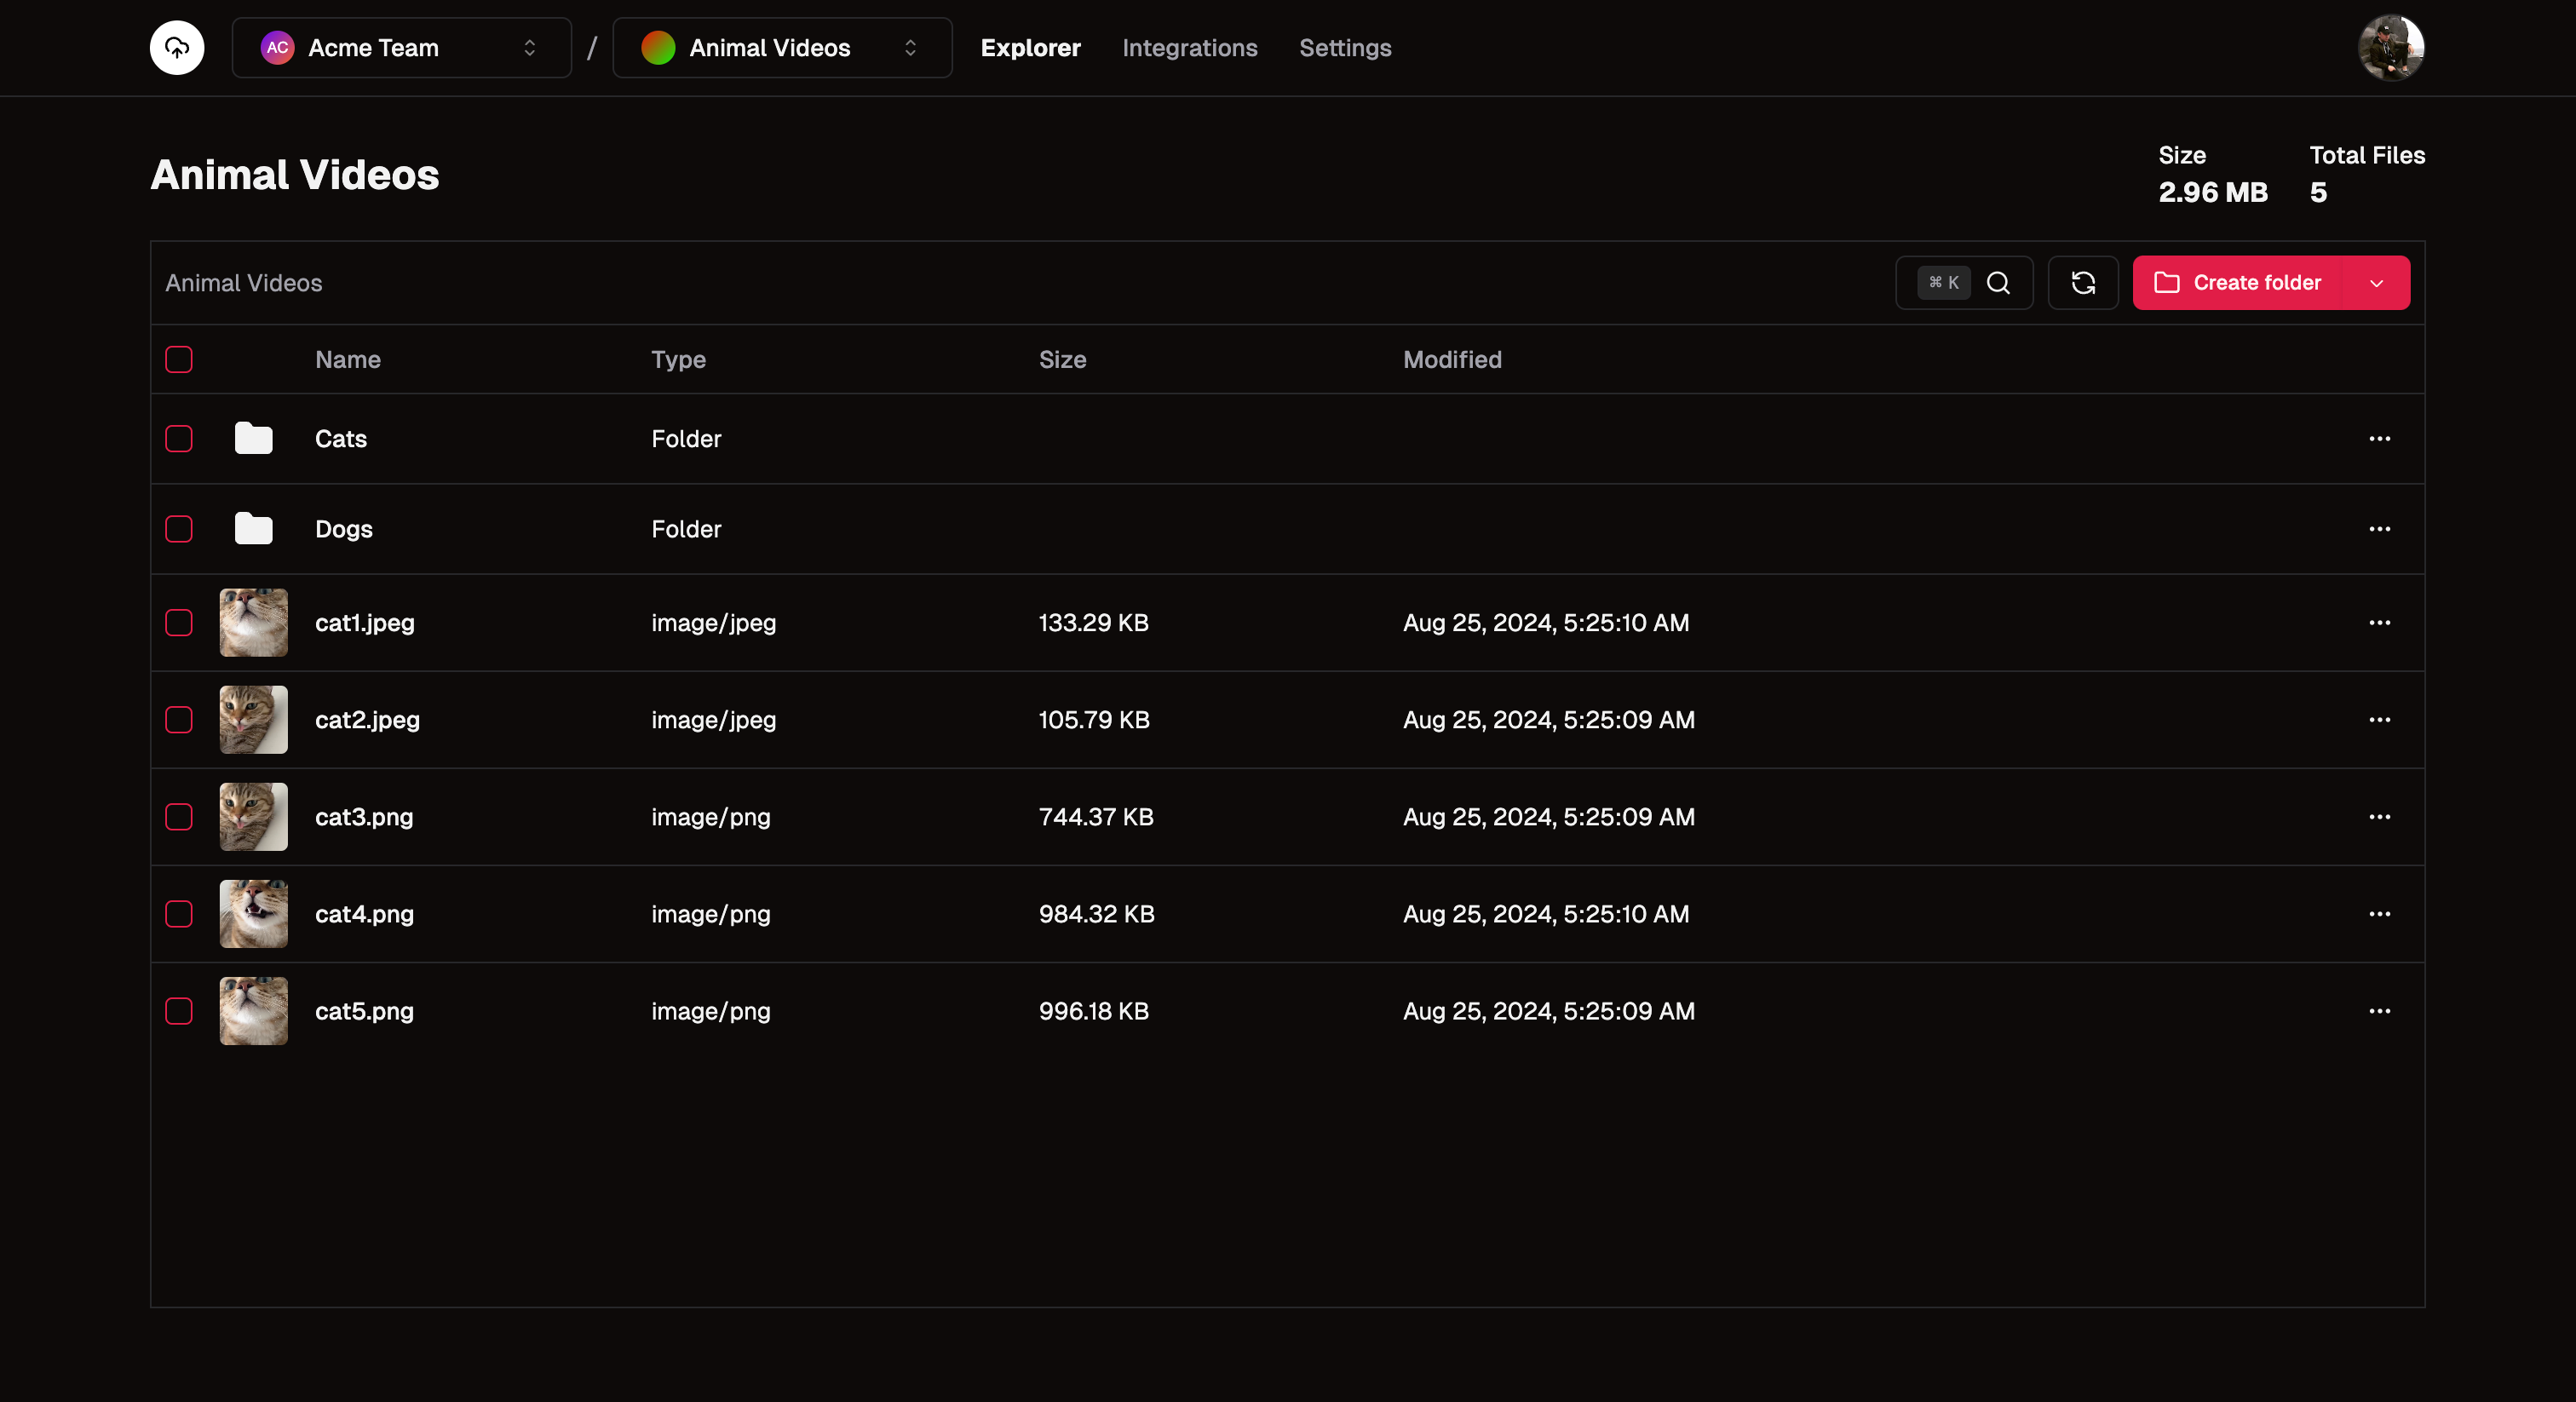 AC Acme Team / Animal Videos Explorer Integrations Settings
Animal Videos
Size Total Files
2.96 MB 5
Animal Videos ⌘ K Create folder
Name Type Size Modified
Cats Folder
Dogs Folder
cat1.jpeg image/jpeg 133.29 KB Aug 25, 2024, 5:25:10 AM
cat2.jpeg image/jpeg 105.79 KB Aug 25, 2024, 5:25:09 AM
cat3.png image/png 744.37 KB Aug 25, 2024, 5:25:09 AM
cat4.png image/png 984.32 KB Aug 25, 2024, 5:25:10 AM
cat5.png image/png 996.18 KB Aug 25, 2024, 5:25:09 AM